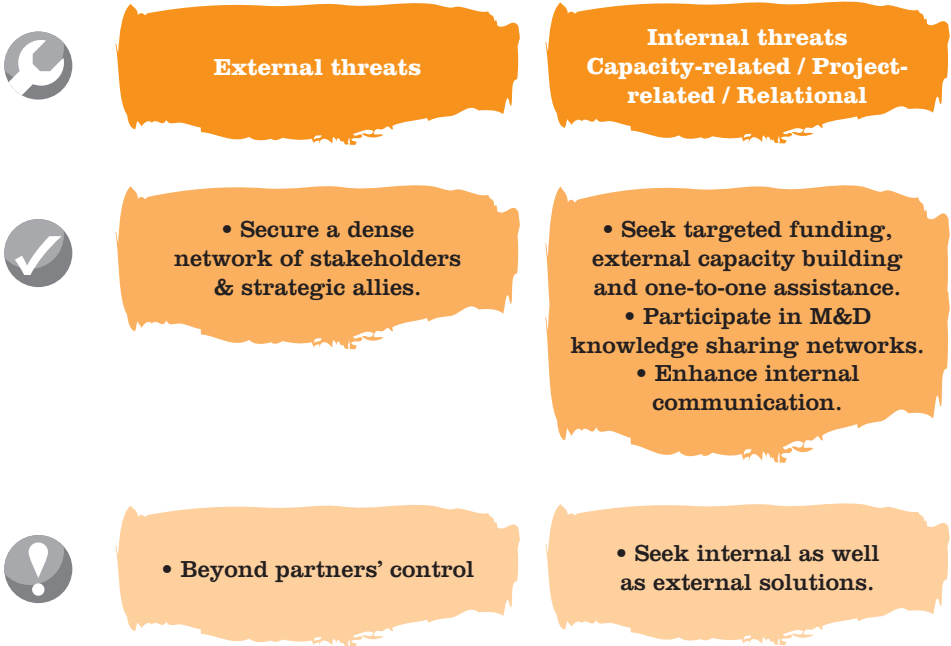 External threats
Internal threats
Capacity-related / Project-
related / Relational
• Secure a dense
network of stakeholders
& strategic allies.
• Seek targeted funding,
external capacity building
and one-to-one assistance.
• Participate in M&D
knowledge sharing networks.
• Enhance internal
communication.
• Beyond partners’ control
• Seek internal as well
as external solutions.